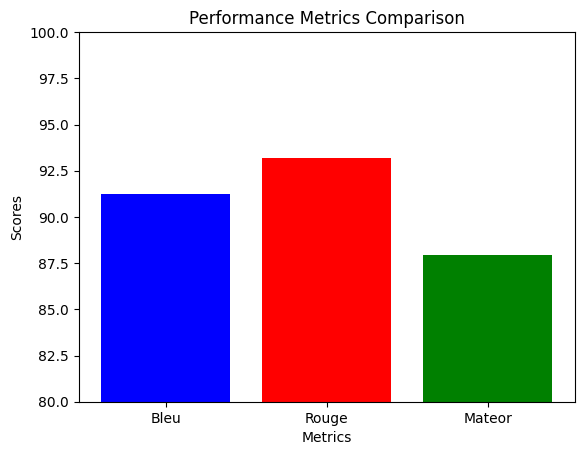 Performance Metrics Comparison
100.0
97.5
95.0
92.5
90.0
87.5
85.0
82.5
80.0
Scores
Bleu Rouge Mateor
Metrics